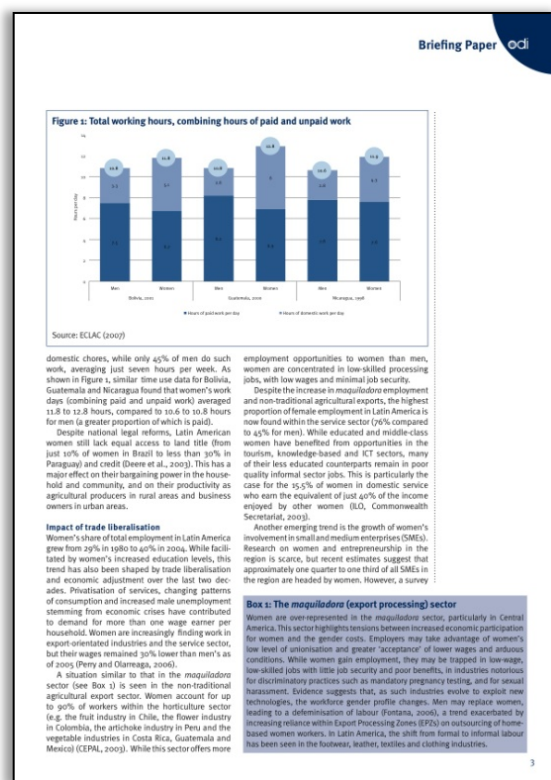 Briefing Paper odi
Figure 1: Total working hours, combining hours of paid and unpaid work
14
12
10
8
6
4
2
0
Hours per day
10.8
11.8
10.8
12.8
10.6
11.9
Men Women Men Women Men Women
Bolivia, 2001 Guatemala, 2000 Nicaragua, 1998
Hours of paid work per day Hours of domestic work per day
Source: ECLAC (2007)
domestic chores, while only 45% of men do such
work, averaging just seven hours per week. As
shown in Figure 1, similar time use data for Bolivia,
Guatemala and Nicaragua found that women's work
days (combining paid and unpaid work) averaged
11.8 to 12.8 hours, compared to 10.6 to 10.8 hours
for men (a greater proportion of which is paid).
Despite national legal reforms, Latin American
women still lack equal access to land title (from
just 10% of women in Brazil to less than 30% in
Paraguay) and credit (Deere et al., 2003). This has a
major effect on their bargaining power in the house-
hold and community, and on their productivity as
agricultural producers in rural areas and business
owners in urban areas.
Impact of trade liberalisation
Women's share of total employment in Latin America
grew from 29% in 1980 to 40% in 2004. While facili-
tated by women's increased education levels, this
trend has also been shaped by trade liberalisation
and economic adjustment over the last two dec-
ades. Privatisation of services, changing patterns
of consumption and increased male unemployment
stemming from economic crises have contributed
to demand for more than one wage earner per
household. Women are increasingly finding work in
export-orientated industries and the service sector,
but their wages remained 30% lower than men's as
of 2005 (Perry and Olarreaga, 2006).
A situation similar to that in the maquiladora
sector (see Box 1) is seen in the non-traditional
agricultural export sector. Women account for up
to 90% of workers within the horticulture sector
(e.g. the fruit industry in Chile, the flower industry
in Colombia, the artichoke industry in Peru and the
vegetable industries in Costa Rica, Guatemala and
Mexico) (CEPAL, 2003). While this sector offers more
employment opportunities to women than men,
women are concentrated in low-skilled processing
jobs, with low wages and minimal job security.
Despite the increase in maquiladora employment
and non-traditional agricultural exports, the highest
proportion of female employment in Latin America is
now found within the service sector (76% compared
to 45% for men). While educated and middle-class
women have benefited from opportunities in the
tourism, knowledge-based and ICT sectors, many
of their less educated counterparts remain in poor
quality informal sector jobs. This is particularly the
case for the 15.5% of women in domestic service
who earn the equivalent of just 40% of the income
enjoyed by other women (ILO, Commonwealth
Secretariat, 2003).
Another emerging trend is the growth of women's
involvement in small and medium enterprises (SMEs).
Research on women and entrepreneurship in the
region is scarce, but recent estimates suggest that
approximately one quarter to one third of all SMEs in
the region are headed by women. However, a survey
Box 1: The maquiladora (export processing) sector
Women are over-represented in the maquiladora sector, particularly in Central
America. This sector highlights tensions between increased economic participation
for women and the gender costs. Employers may take advantage of women's
low level of unionisation and greater 'acceptance' of lower wages and arduous
conditions. While women gain employment, they may be trapped in low-wage,
low-skilled jobs with little job security and poor benefits, in industries notorious
for discriminatory practices such as mandatory pregnancy testing, and for sexual
harassment. Evidence suggests that, as such industries evolve to exploit new
technologies, the workforce gender profile changes. Men may replace women,
leading to a deminisation of labour (Fontana, 2006), a trend exacerbated by
increasing reliance within Export Processing Zones (EPZs) on outsourcing of home-
based women workers. In Latin America, the shift from formal to informal labour
has been seen in the footwear, leather, textiles and clothing industries.
3